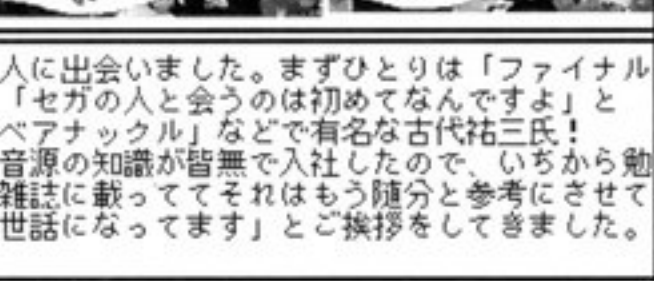 人に出会いました。まずひとりは「ファイナル
「セガの人と会うのは初めてなんですよ」と
ベアナックル」などで有名な古代祐三氏！
音源の知識が皆無で入社したので、いちから勉
雑誌に載っててそれはもう随分と参考にさせて
世話になってます」とご挨拶をしてきました。